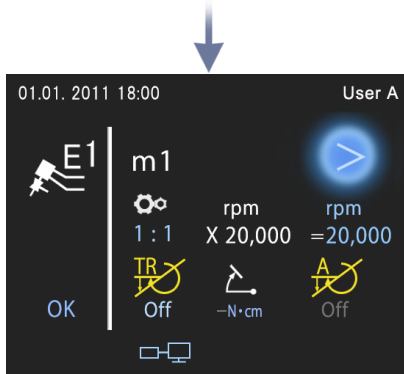 01.01. 2011 18:00 User A
E1
m1
>
rpm rpm
1 : 1 X 20,000 =20,000
TR A
OK Off –N•cm Off